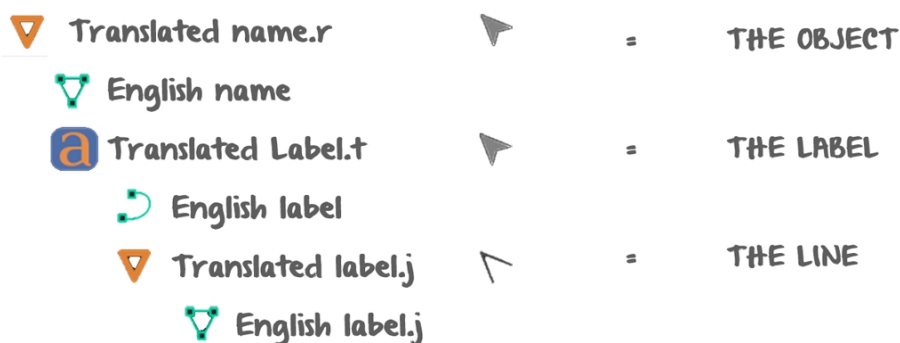 Translated name.r = THE OBJECT
English name
a Translated Label.t = THE LABEL
English label
Translated label.j = THE LINE
English label.j